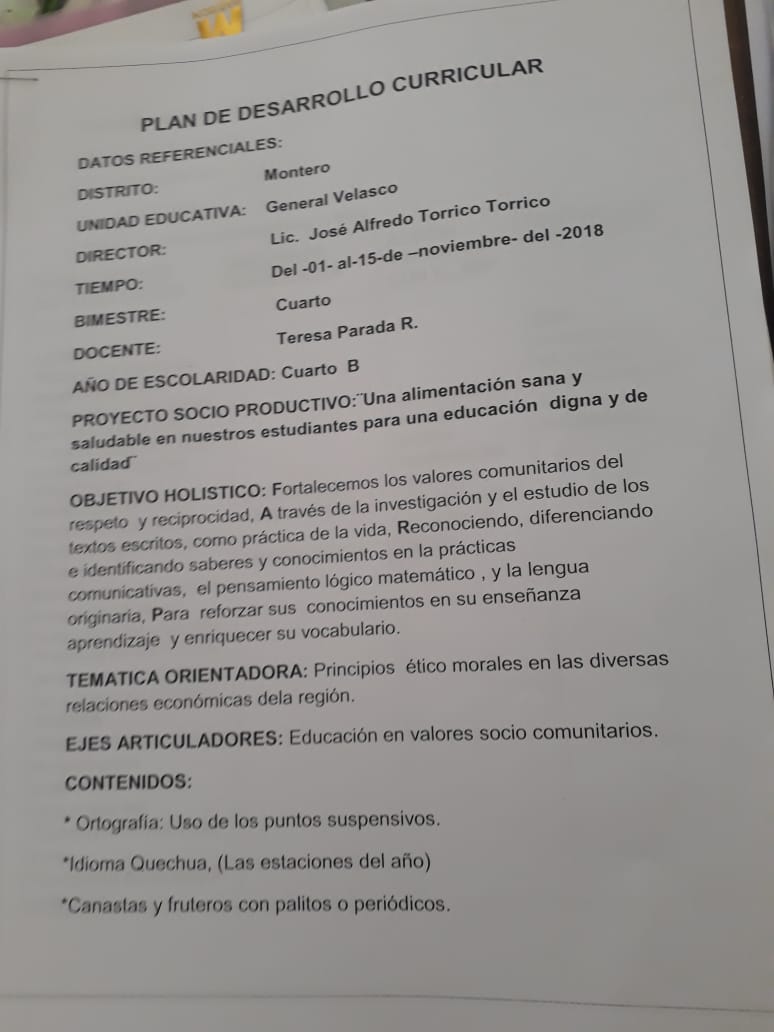 PLAN DE DESARROLLO CURRICULAR
DATOS REFERENCIALES:
DISTRITO: Montero
UNIDAD EDUCATIVA: General Velasco
DIRECTOR: Lic. José Alfredo Torrico Torrico
TIEMPO: Del -01- al-15-de –noviembre- del -2018
BIMESTRE: Cuarto
DOCENTE: Teresa Parada R.
AÑO DE ESCOLARIDAD: Cuarto B
PROYECTO SOCIO PRODUCTIVO:¨Una alimentación sana y
saludable en nuestros estudiantes para una educación digna y de
calidad¨
OBJETIVO HOLISTICO: Fortalecemos los valores comunitarios del
respeto y reciprocidad, A través de la investigación y el estudio de los
textos escritos, como práctica de la vida, Reconociendo, diferenciando
e identificando saberes y conocimientos en la prácticas
comunicativas, el pensamiento lógico matemático , y la lengua
originaria, Para reforzar sus conocimientos en su enseñanza
aprendizaje y enriquecer su vocabulario.
TEMATICA ORIENTADORA: Principios ético morales en las diversas
relaciones económicas dela región.
EJES ARTICULADORES: Educación en valores socio comunitarios.
CONTENIDOS:
* Ortografía: Uso de los puntos suspensivos.
*Idioma Quechua, (Las estaciones del año)
*Canastas y fruteros con palitos o periódicos.